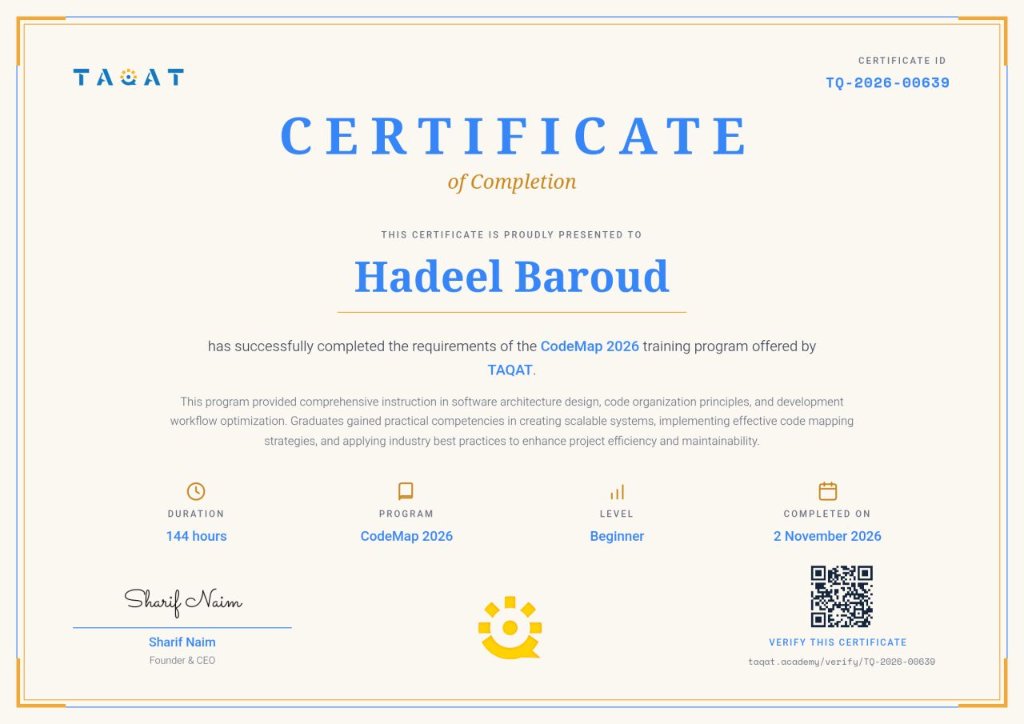 TAQAT
CERTIFICATE ID
TQ-2026-00639
CERTIFICATE
of Completion
THIS CERTIFICATE IS PROUDLY PRESENTED TO
Hadeel Baroud
has successfully completed the requirements of the CodeMap 2026 training program offered by
TAQAT.
This program provided comprehensive instruction in software architecture design, code organization principles, and development
workflow optimization. Graduates gained practical competencies in creating scalable systems, implementing effective code mapping
strategies, and applying industry best practices to enhance project efficiency and maintainability.
DURATION
144 hours
PROGRAM
CodeMap 2026
LEVEL
Beginner
COMPLETED ON
2 November 2026
Sharif Naim
Sharif Naim
Founder & CEO
VERIFY THIS CERTIFICATE
taqat.academy/verify/TQ-2026-00639